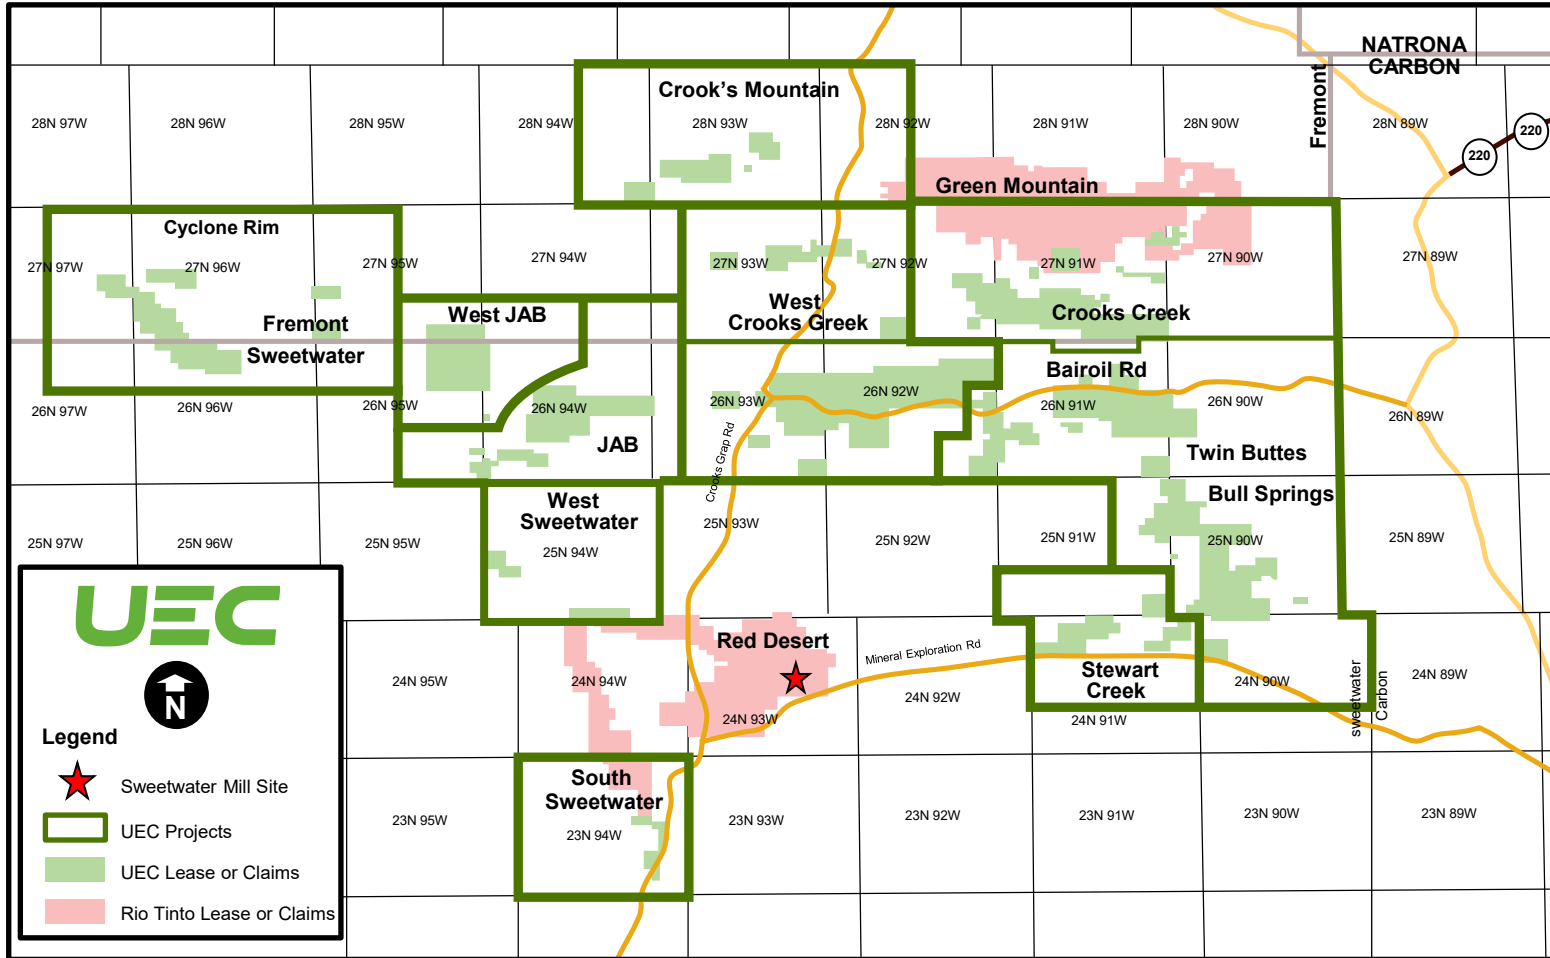 NATRONA
CARBON
Fremont
220
220
Crook's Mountain
28N 97W
28N 96W
28N 95W
28N 94W
28N 93W
28N 92W
28N 91W
28N 90W
28N 89W
Green Mountain
Cyclone Rim
27N 97W
27N 96W
27N 95W
27N 94W
27N 93W
27N 92W
27N 91W
27N 90W
27N 89W
West JAB
West
Crooks Greek
Crooks Creek
Fremont
Sweetwater
Bairoil Rd
26N 97W
26N 96W
26N 95W
26N 94W
26N 93W
26N 92W
26N 91W
26N 90W
26N 89W
JAB
Crooks Grap Rd
Twin Buttes
Bull Springs
West
Sweetwater
25N 97W
25N 96W
25N 95W
25N 94W
25N 93W
25N 92W
25N 91W
25N 90W
25N 89W
Red Desert
Mineral Exploration Rd
Stewart
Creek
24N 95W
24N 94W
24N 93W
24N 92W
24N 91W
24N 90W
24N 89W
sweetwater
Carbon
South
Sweetwater
23N 95W
23N 94W
23N 93W
23N 92W
23N 91W
23N 90W
23N 89W
UEC
N
Legend
Sweetwater Mill Site
UEC Projects
UEC Lease or Claims
Rio Tinto Lease or Claims